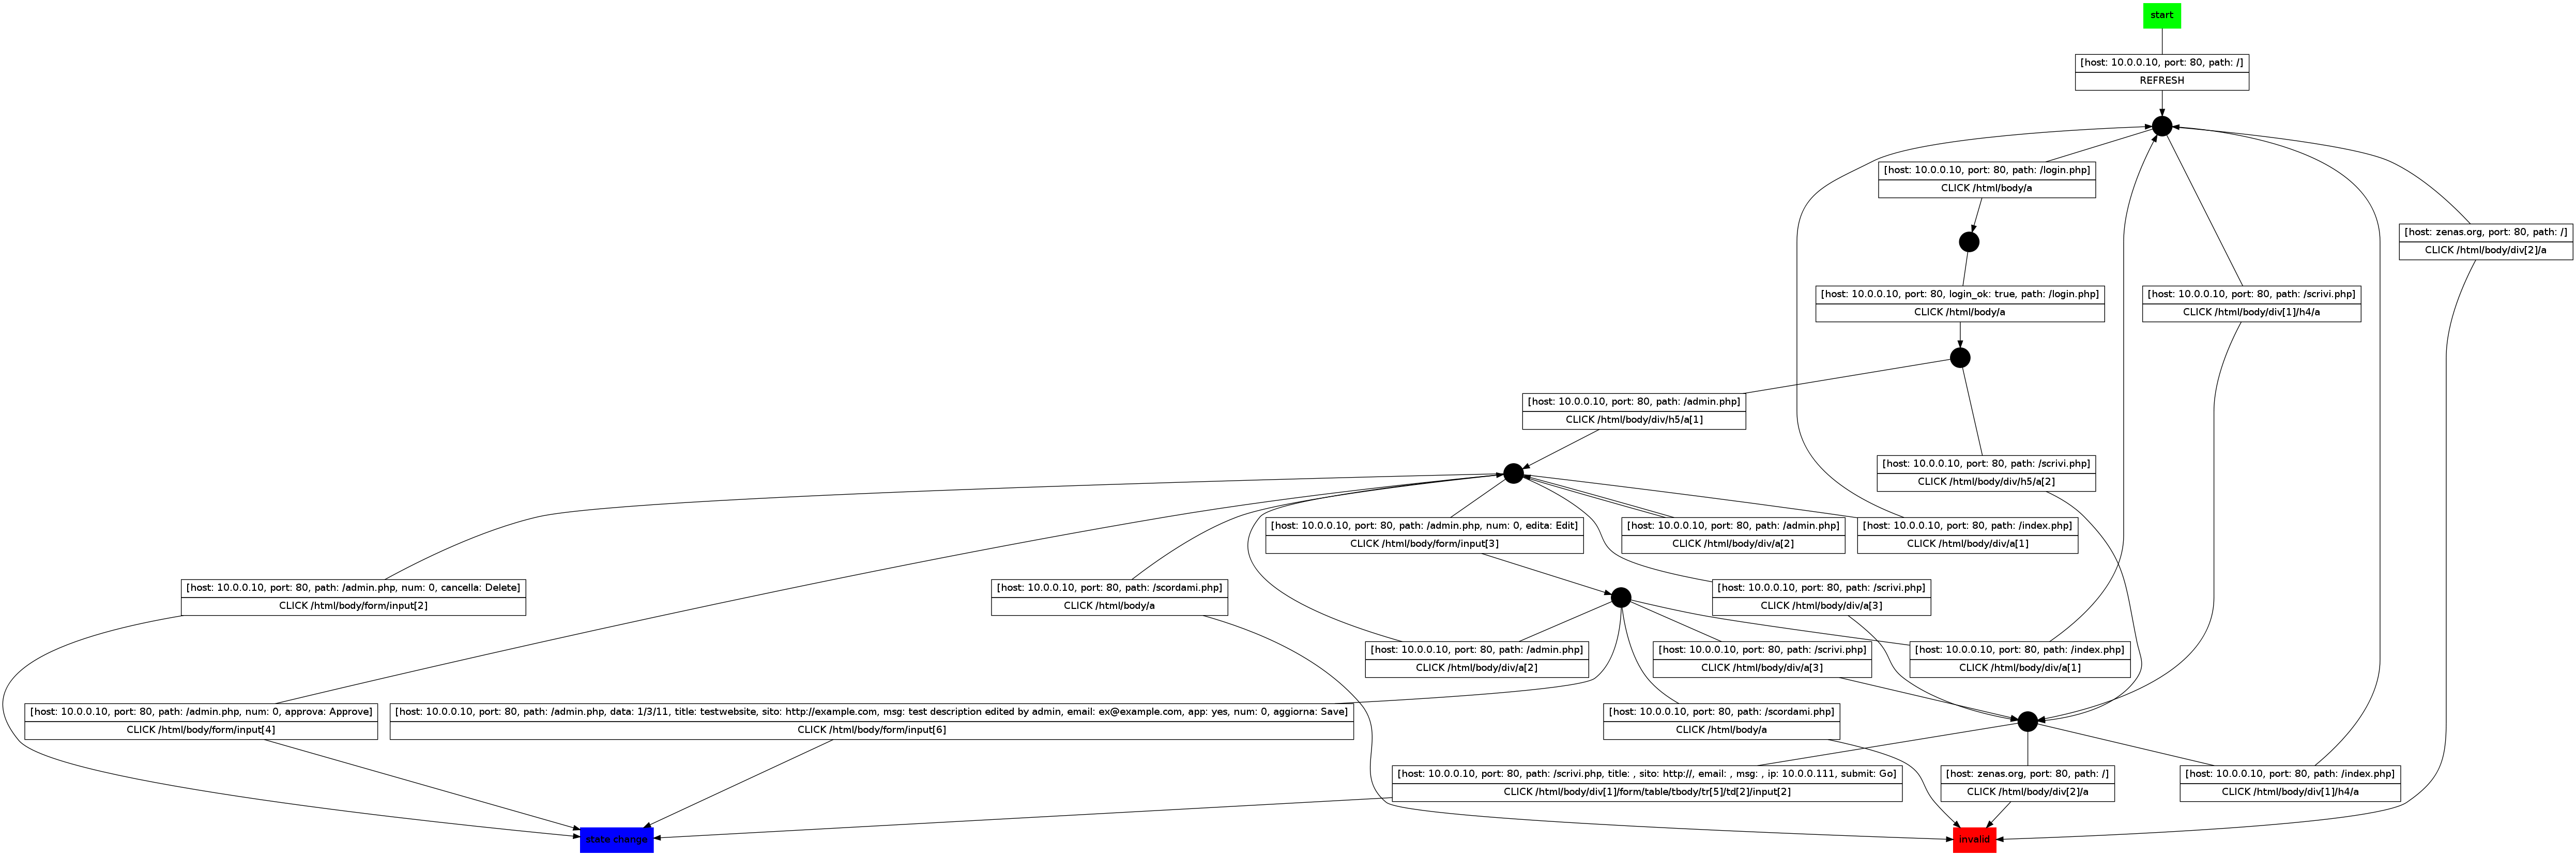 start
[host: 10.0.0.10, port: 80, path: /]
REFRESH
[host: 10.0.0.10, port: 80, path: /login.php]
CLICK /html/body/a
[host: zenas.org, port: 80, path: /]
CLICK /html/body/div[2]/a
[host: 10.0.0.10, port: 80, login_ok: true, path: /login.php]
CLICK /html/body/a
[host: 10.0.0.10, port: 80, path: /scrivi.php]
CLICK /html/body/div[1]/h4/a
[host: 10.0.0.10, port: 80, path: /admin.php]
CLICK /html/body/div/h5/a[1]
[host: 10.0.0.10, port: 80, path: /scrivi.php]
CLICK /html/body/div/h5/a[2]
[host: 10.0.0.10, port: 80, path: /admin.php, num: 0, edita: Edit]
CLICK /html/body/form/input[3]
[host: 10.0.0.10, port: 80, path: /admin.php]
CLICK /html/body/div/a[2]
[host: 10.0.0.10, port: 80, path: /index.php]
CLICK /html/body/div/a[1]
[host: 10.0.0.10, port: 80, path: /admin.php, num: 0, cancella: Delete]
CLICK /html/body/form/input[2]
[host: 10.0.0.10, port: 80, path: /scordami.php]
CLICK /html/body/a
[host: 10.0.0.10, port: 80, path: /scrivi.php]
CLICK /html/body/div/a[3]
[host: 10.0.0.10, port: 80, path: /admin.php]
CLICK /html/body/div/a[2]
[host: 10.0.0.10, port: 80, path: /scrivi.php]
CLICK /html/body/div/a[3]
[host: 10.0.0.10, port: 80, path: /index.php]
CLICK /html/body/div/a[1]
[host: 10.0.0.10, port: 80, path: /admin.php, num: 0, approva: Approve]
CLICK /html/body/form/input[4]
[host: 10.0.0.10, port: 80, path: /admin.php, data: 1/3/11, title: testwebsite, sito: http://example.com, msg: test description edited by admin, email: ex@example.com, app: yes, num: 0, aggiorna: Save]
CLICK /html/body/form/input[6]
[host: 10.0.0.10, port: 80, path: /scordami.php]
CLICK /html/body/a
[host: 10.0.0.10, port: 80, path: /scrivi.php, title: , sito: http://, email: , msg: , ip: 10.0.0.111, submit: Go]
CLICK /html/body/div[1]/form/table/tbody/tr[5]/td[2]/input[2]
[host: zenas.org, port: 80, path: /]
CLICK /html/body/div[2]/a
[host: 10.0.0.10, port: 80, path: /index.php]
CLICK /html/body/div[1]/h4/a
state change
invalid